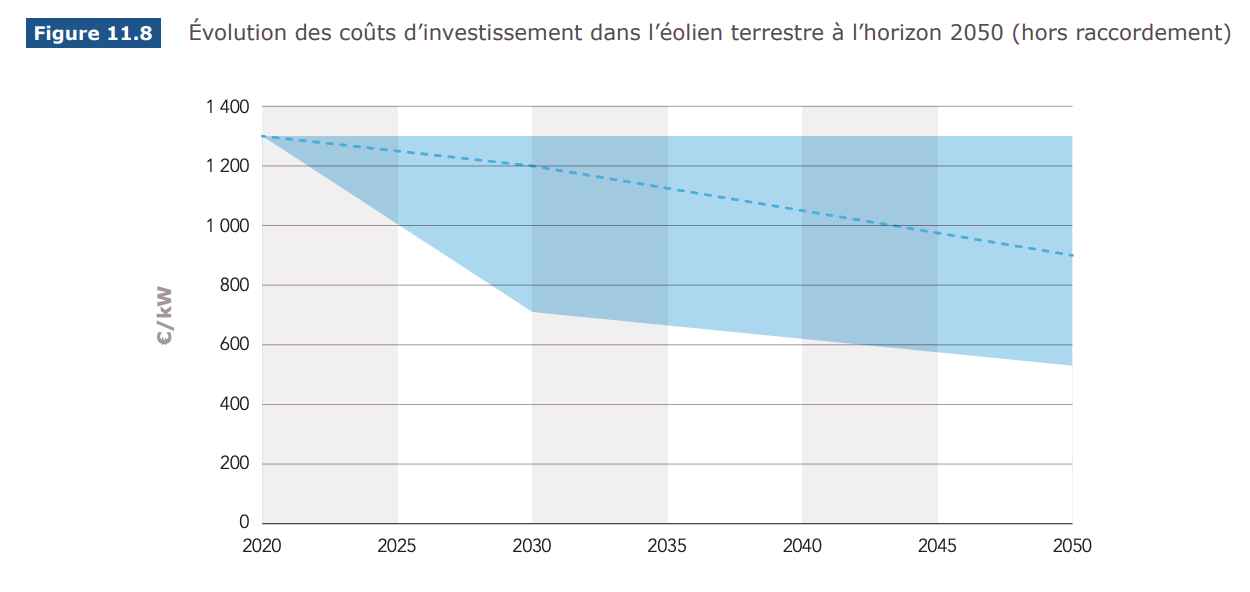 Figure 11.8 Évolution des coûts d’investissement dans l’éolien terrestre à l’horizon 2050 (hors raccordement)
1 400
1 200
1 000
800
600
400
200
0
€/kW
2020 2025 2030 2035 2040 2045 2050